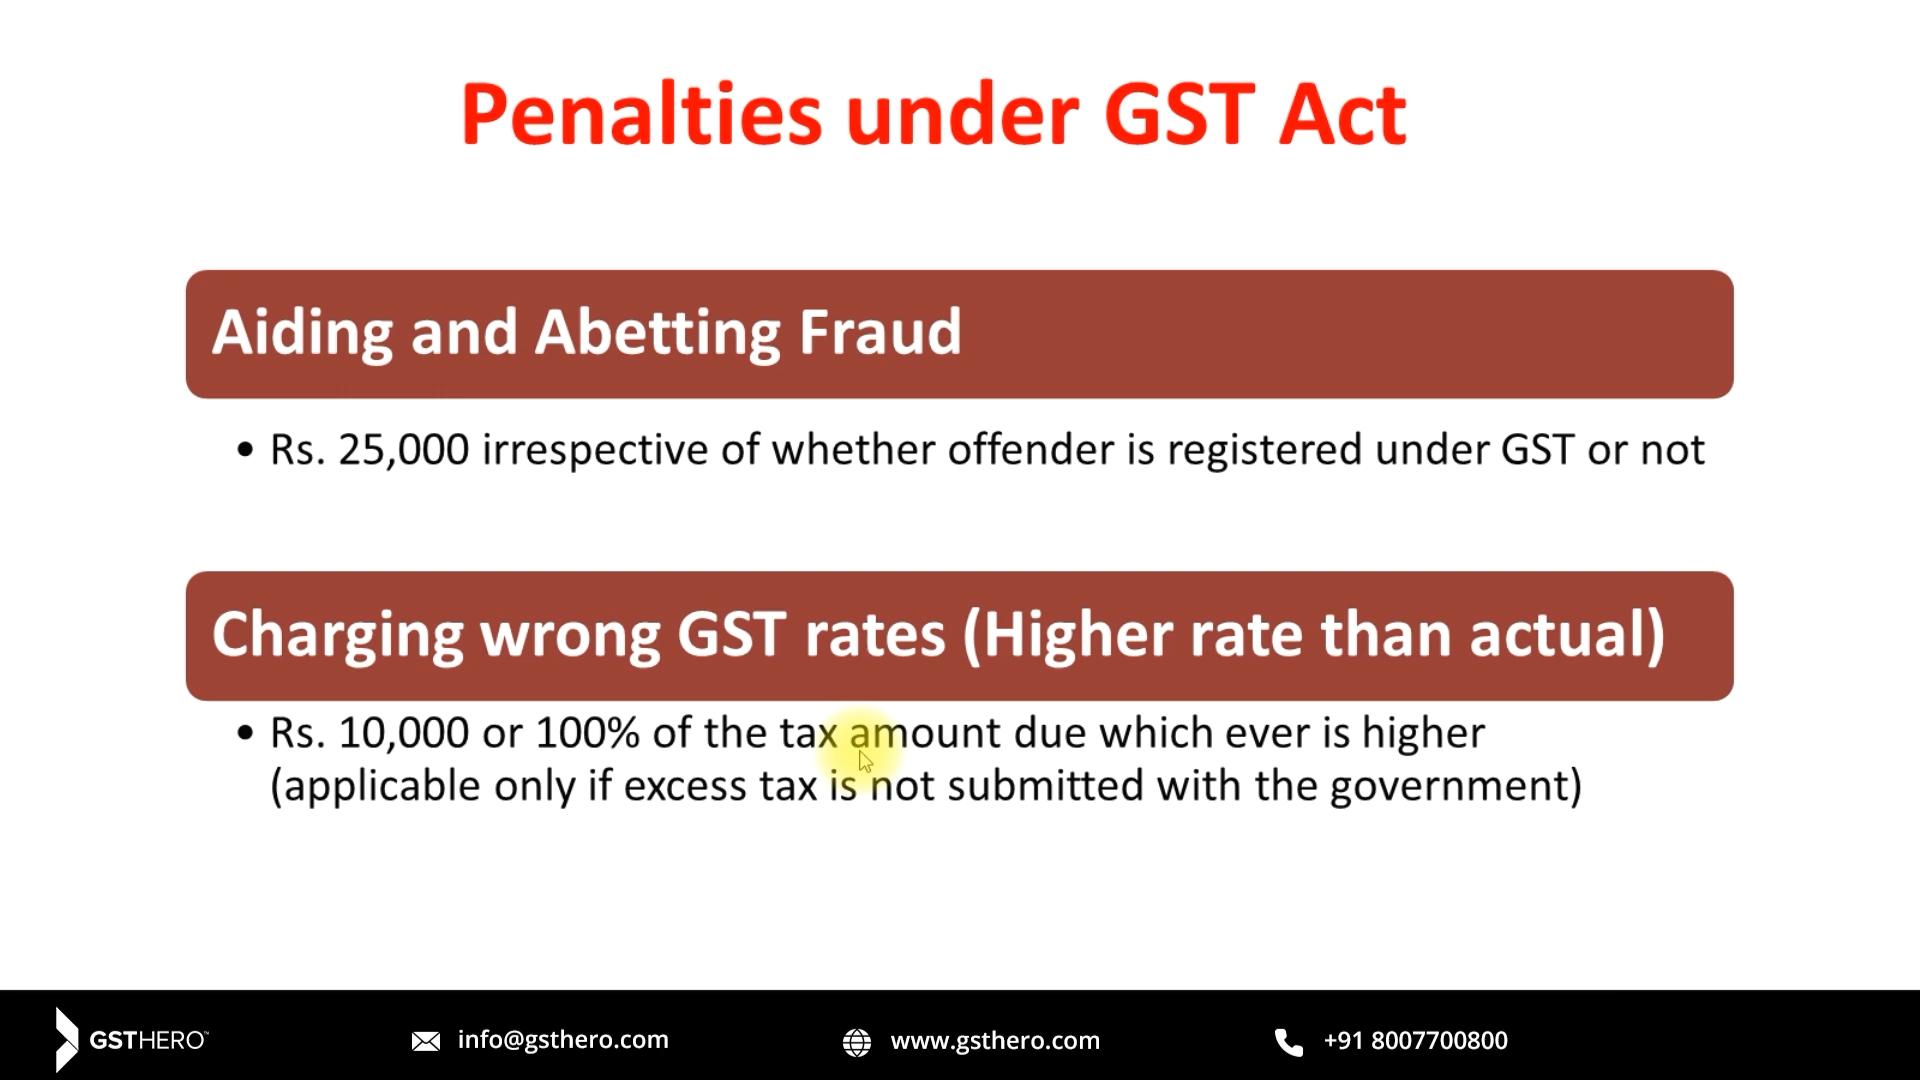 Penalties under GST Act
Aiding and Abetting Fraud
• Rs. 25,000 irrespective of whether offender is registered under GST or not
Charging wrong GST rates (Higher rate than actual)
• Rs. 10,000 or 100% of the tax amount due which ever is higher
(applicable only if excess tax is not submitted with the government)
GSTHERO™ info@gsthero.com www.gsthero.com +91 8007700800